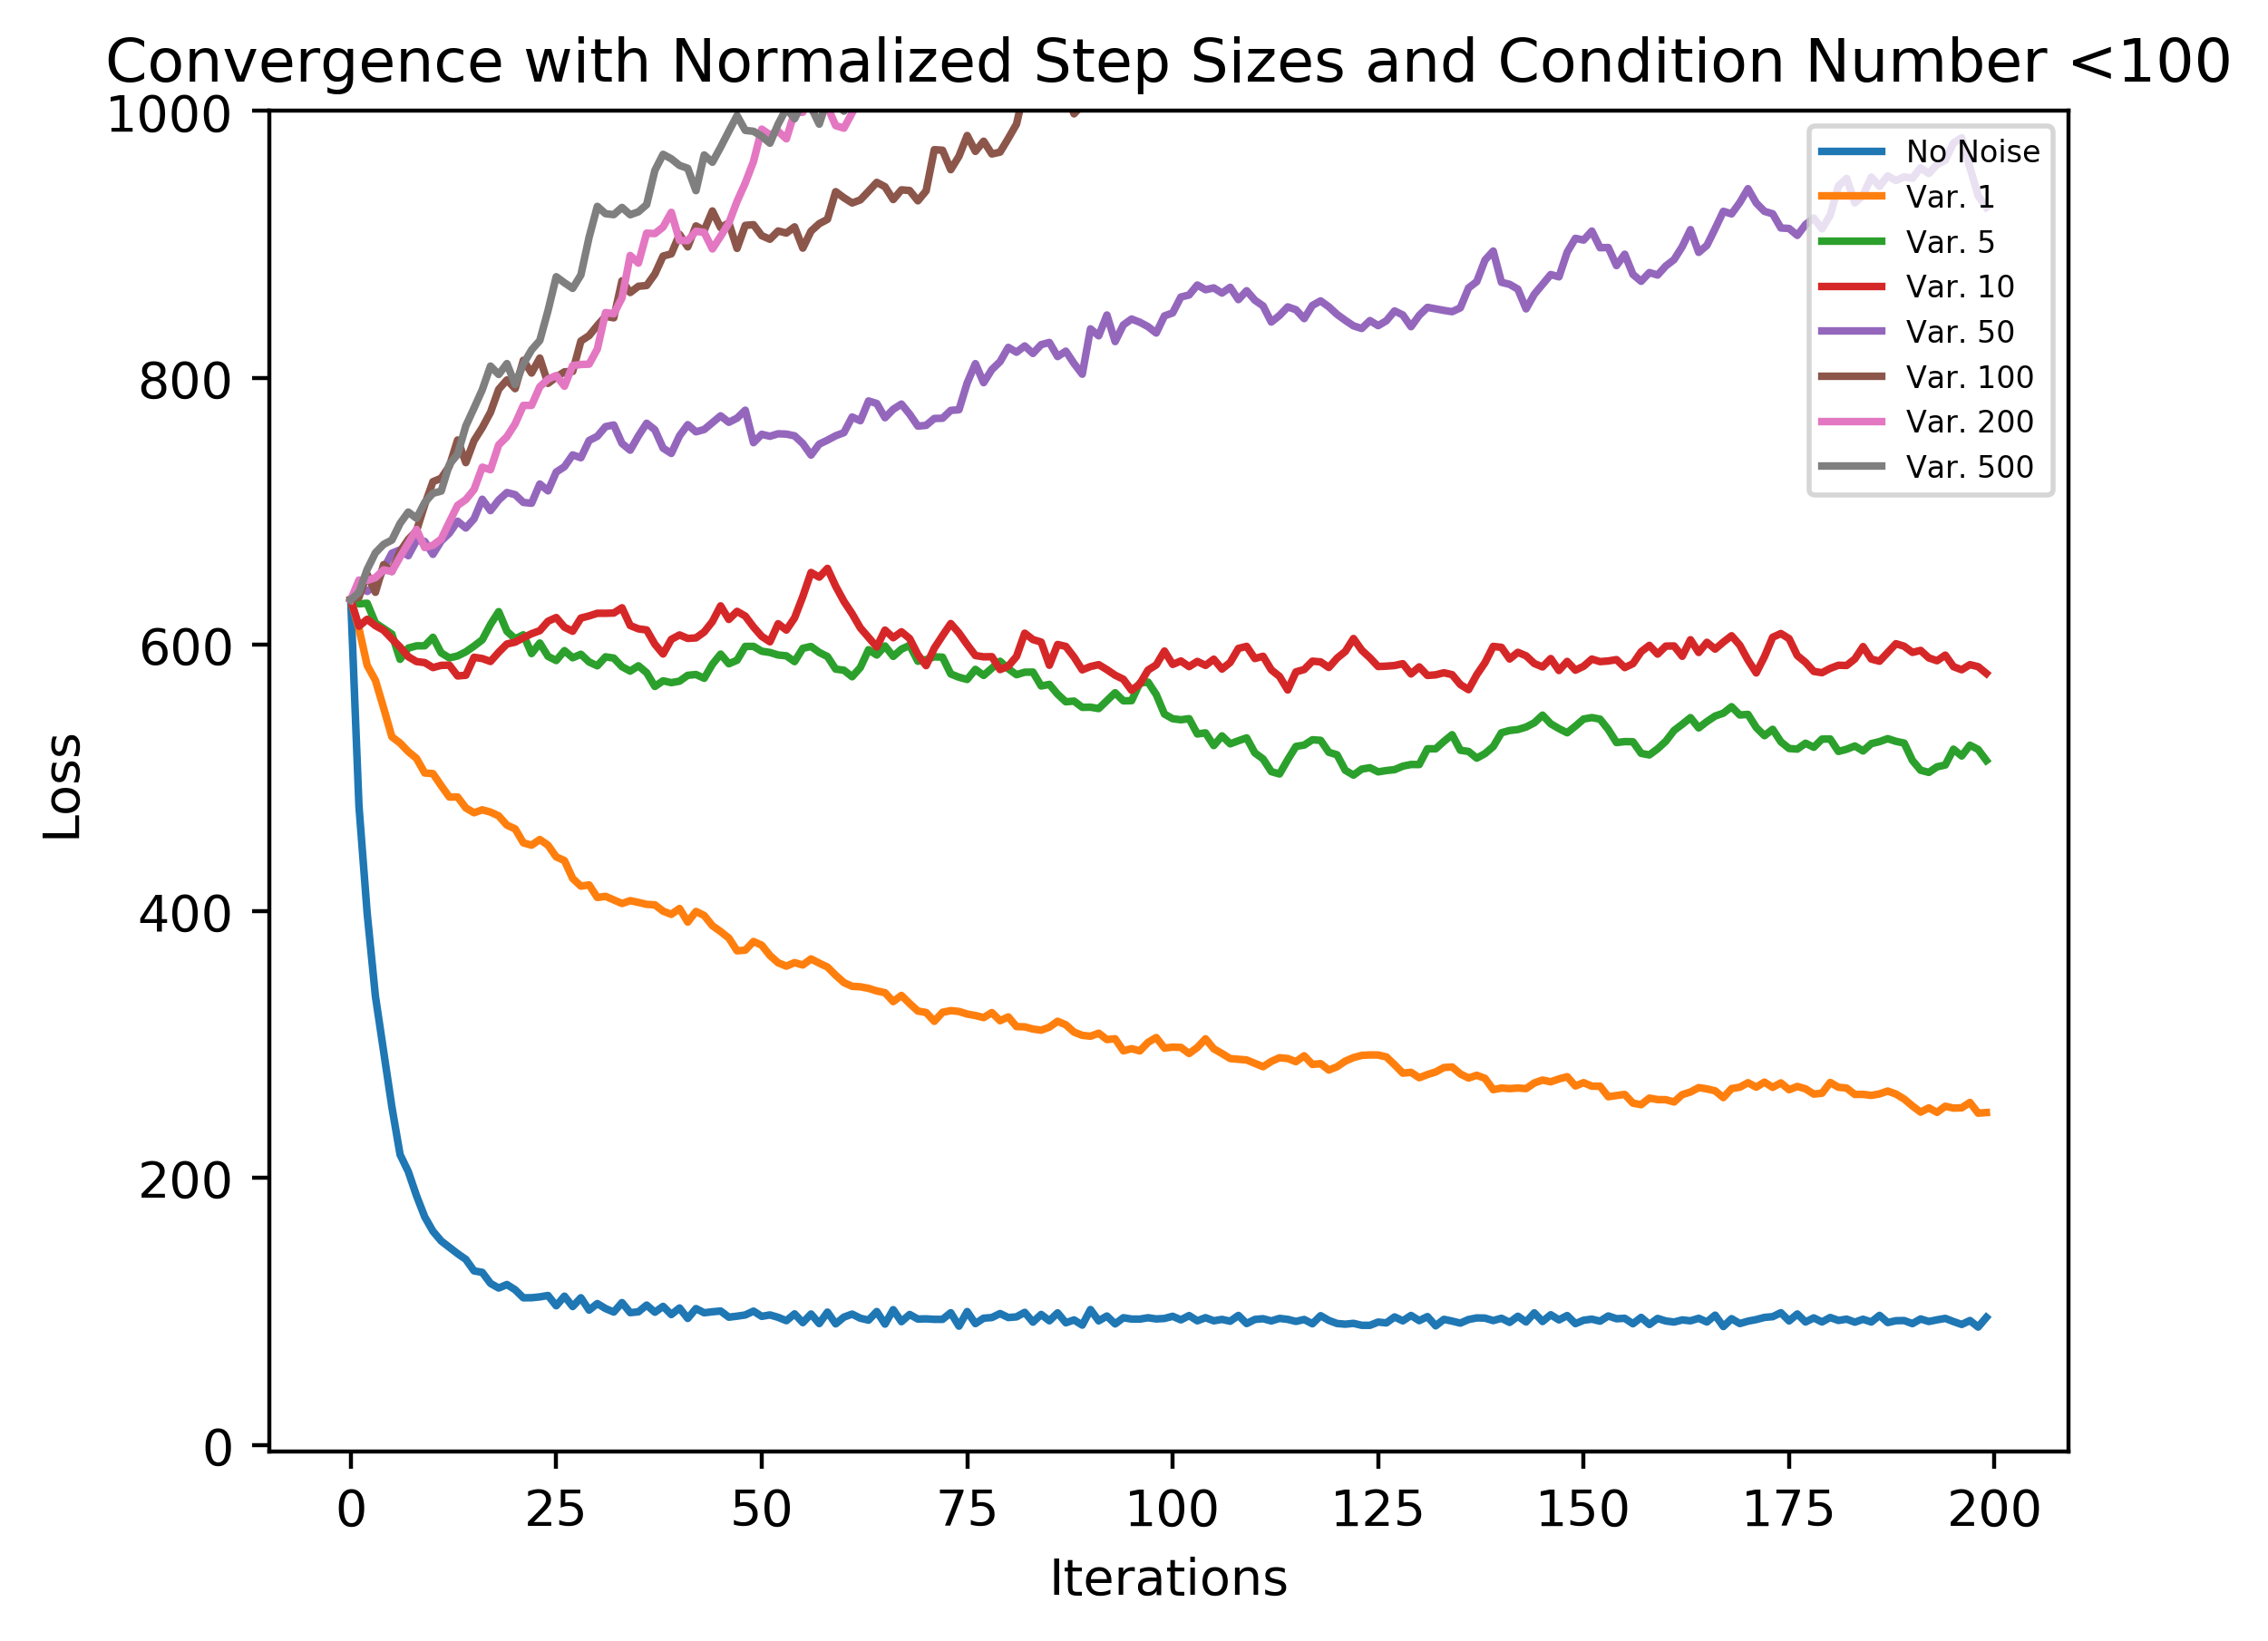 Convergence with Normalized Step Sizes and Condition Number <100
1000
800
600
400
200
0
Loss
No Noise
Var. 1
Var. 5
Var. 10
Var. 50
Var. 100
Var. 200
Var. 500
0 25 50 75 100 125 150 175 200
Iterations